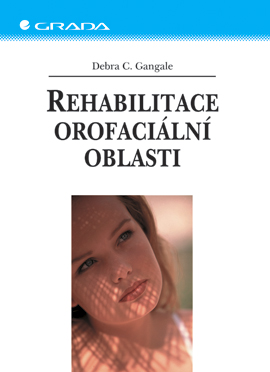 GRADA
Debra C. Gangale
REHABILITACE
OROFACIÁLNÍ
OBLASTI